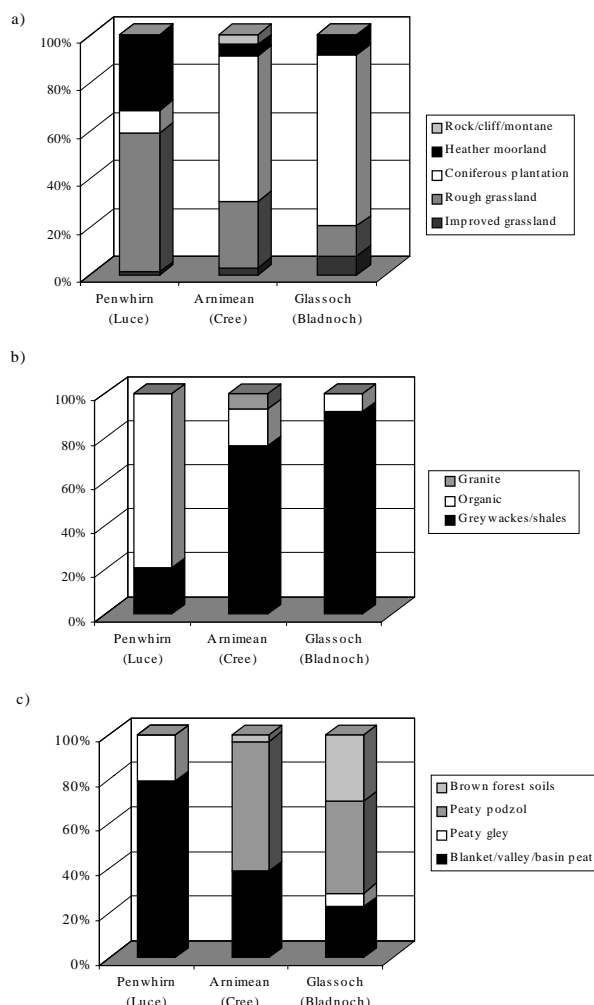 a)
100%
80%
60%
40%
20%
0%
Penwhirn
(Luce)
Arnimean
(Cree)
Glassoch
(Bladnoch)
Rock/cliff/montane
Heather moorland
Coniferous plantation
Rough grassland
Improved grassland
b)
100%
80%
60%
40%
20%
0%
Penwhirn
(Luce)
Arnimean
(Cree)
Glassoch
(Bladnoch)
Granite
Organic
Greywackes/shales
c)
100%
80%
60%
40%
20%
0%
Penwhirn
(Luce)
Arnimean
(Cree)
Glassoch
(Bladnoch)
Brown forest soils
Peaty podzol
Peaty gley
Blanket/valley/basin peat